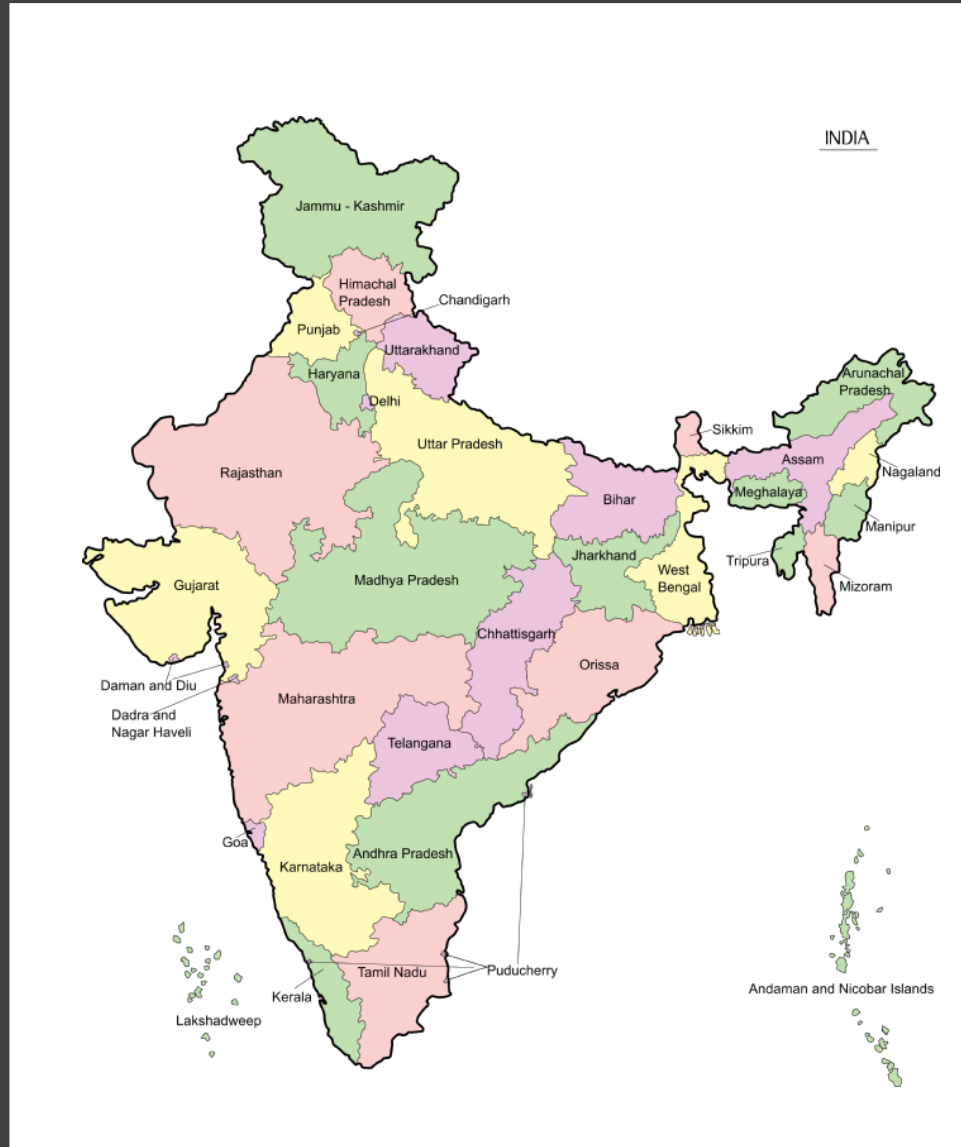 INDIA
Jammu - Kashmir
Himachal
Pradesh
Chandigarh
Punjab
Uttarakhand
Haryana
Delhi
Arunachal
Pradesh
Sikkim
Uttar Pradesh
Assam
Rajasthan
Nagaland
Bihar
Meghalaya
Manipur
Jharkhand
Tripura
West
Bengal
Madhya Pradesh
Gujarat
Mizoram
Chhattisgarh
Orissa
Daman and Diu
Maharashtra
Dadra and
Nagar Haveli
Telangana
Goa
Andhra Pradesh
Karnataka
Puducherry
Tamil Nadu
Andaman and Nicobar Islands
Kerala
Lakshadweep